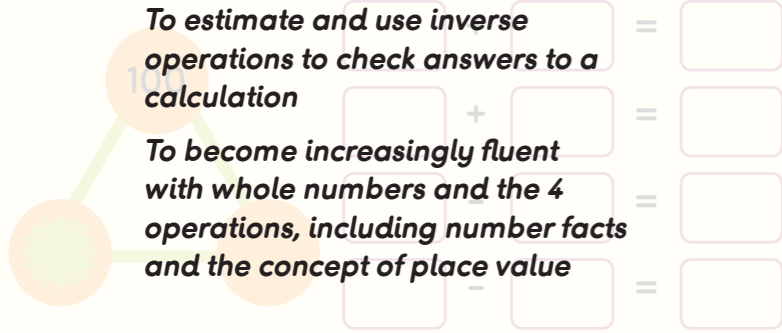 To estimate and use inverse
operations to check answers to a
calculation
To become increasingly fluent
with whole numbers and the 4
operations, including number facts
and the concept of place value
100
+ =
+ =
- =
- =